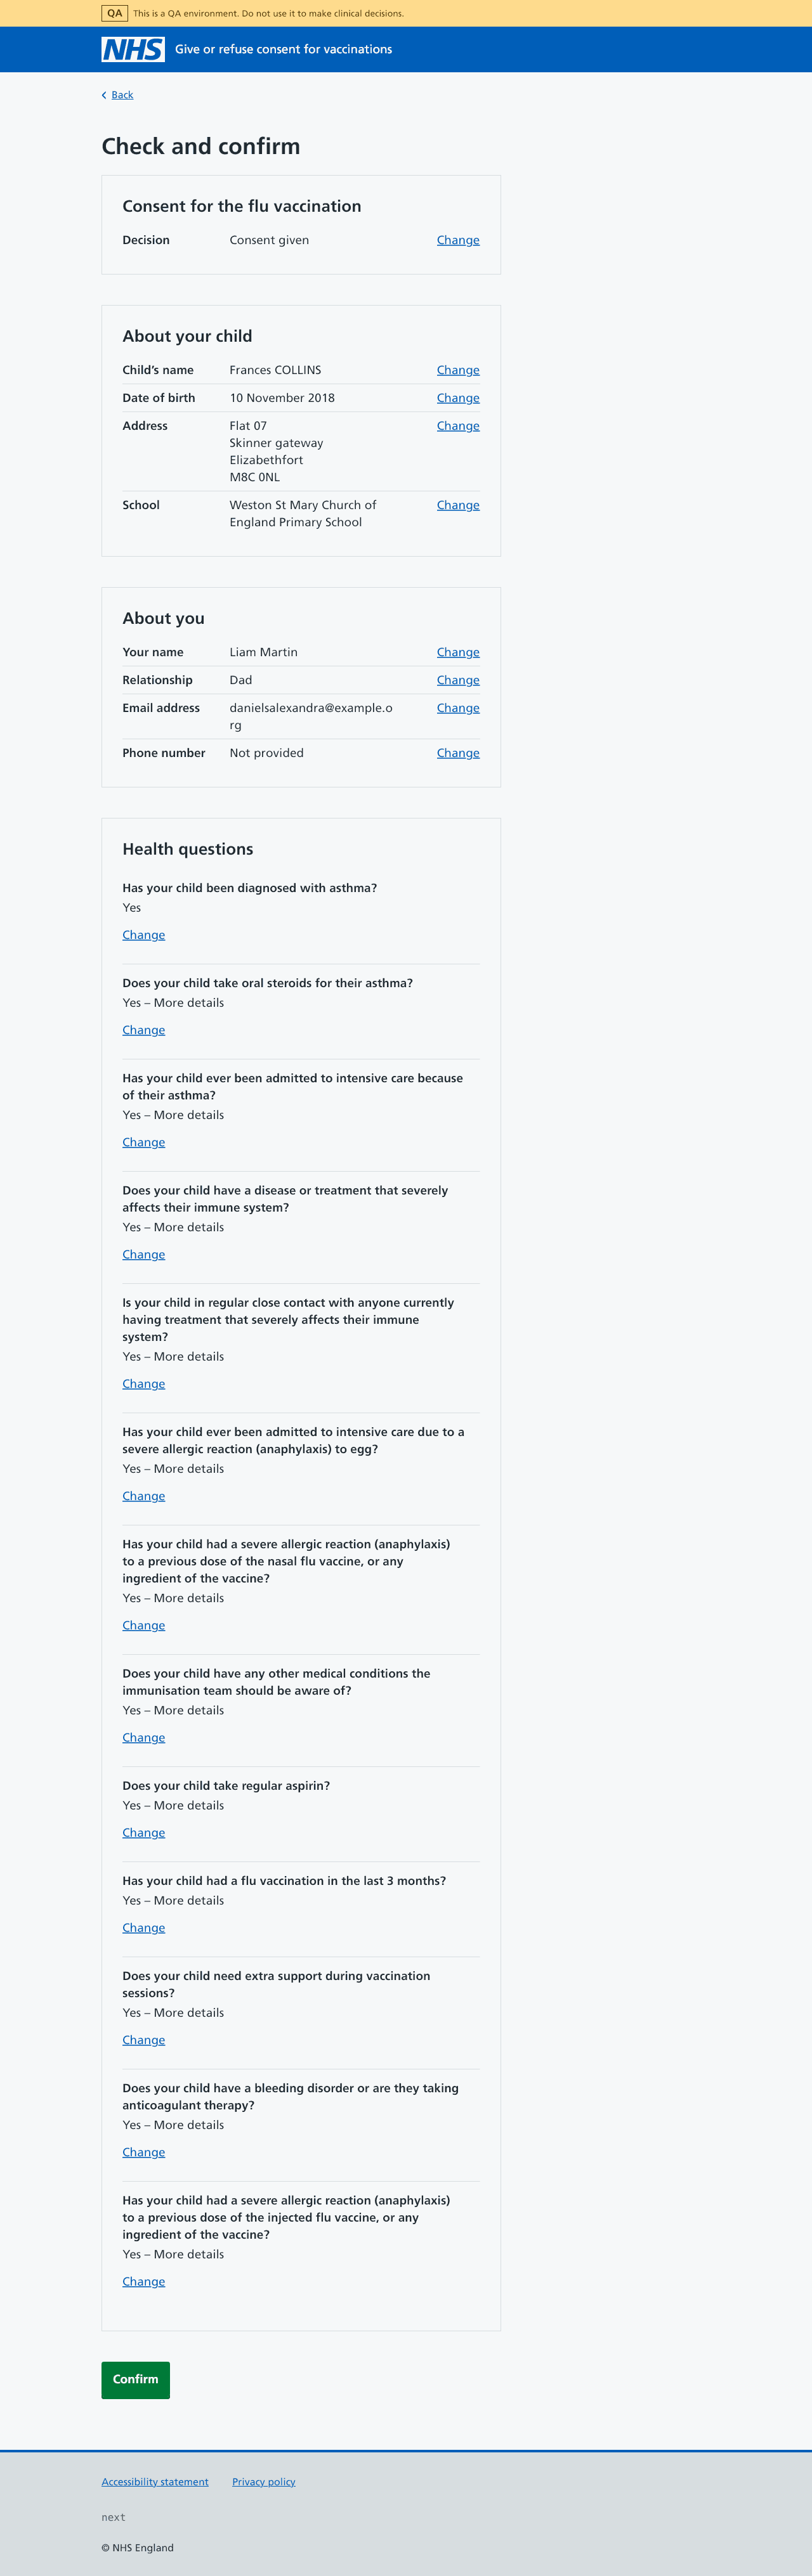 QA This is a QA environment. Do not use it to make clinical decisions.
NHS Give or refuse consent for vaccinations
Back
Check and confirm
Consent for the flu vaccination
Decision Consent given Change
About your child
Child’s name Frances COLLINS Change
Date of birth 10 November 2018 Change
Address Flat 07 Change
Skinner gateway
Elizabethfort
M8C 0NL
School Weston St Mary Church of Change
England Primary School
About you
Your name Liam Martin Change
Relationship Dad Change
Email address danielsalexandra@example.o Change
rg
Phone number Not provided Change
Health questions
Has your child been diagnosed with asthma?
Yes
Change
Does your child take oral steroids for their asthma?
Yes – More details
Change
Has your child ever been admitted to intensive care because
of their asthma?
Yes – More details
Change
Does your child have a disease or treatment that severely
affects their immune system?
Yes – More details
Change
Is your child in regular close contact with anyone currently
having treatment that severely affects their immune
system?
Yes – More details
Change
Has your child ever been admitted to intensive care due to a
severe allergic reaction (anaphylaxis) to egg?
Yes – More details
Change
Has your child had a severe allergic reaction (anaphylaxis)
to a previous dose of the nasal flu vaccine, or any
ingredient of the vaccine?
Yes – More details
Change
Does your child have any other medical conditions the
immunisation team should be aware of?
Yes – More details
Change
Does your child take regular aspirin?
Yes – More details
Change
Has your child had a flu vaccination in the last 3 months?
Yes – More details
Change
Does your child need extra support during vaccination
sessions?
Yes – More details
Change
Does your child have a bleeding disorder or are they taking
anticoagulant therapy?
Yes – More details
Change
Has your child had a severe allergic reaction (anaphylaxis)
to a previous dose of the injected flu vaccine, or any
ingredient of the vaccine?
Yes – More details
Change
Confirm
Accessibility statement Privacy policy
next
© NHS England